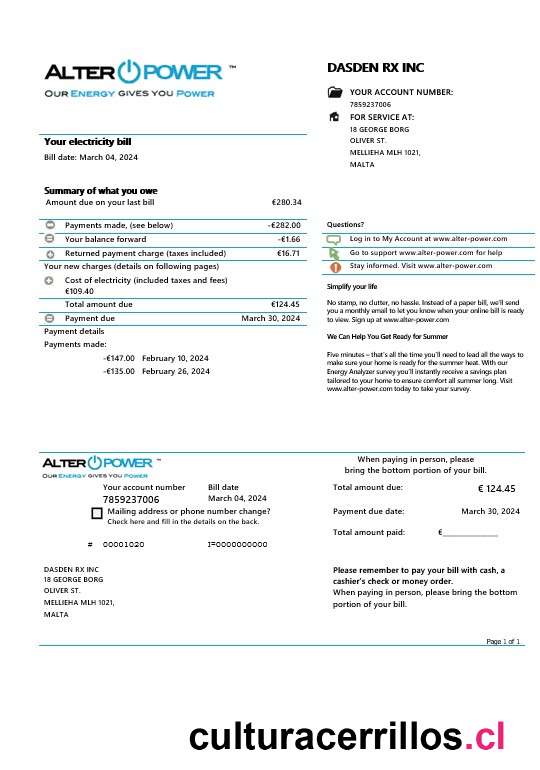 ALTER POWER ™
OUR ENERGY GIVES YOU POWER
DASDEN RX INC
YOUR ACCOUNT NUMBER:
7859237006
FOR SERVICE AT:
18 GEORGE BORG
OLIVER ST.
MELLIEHA MLH 1021,
MALTA
Your electricity bill
Bill date: March 04, 2024
Summary of what you owe
Amount due on your last bill €280.34
Payments made, (see below) -€282.00
Your balance forward -€1.66
Returned payment charge (taxes included) €16.71
Your new charges (details on following pages)
Cost of electricity (included taxes and fees)
€109.40
Total amount due €124.45
Payment due March 30, 2024
Payment details
Payments made:
-€147.00 February 10, 2024
-€135.00 February 26, 2024
Questions?
Log in to My Account at www.alter-power.com
Go to support www.alter-power.com for help
Stay informed. Visit www.alter-power.com
Simplify your life
No stamp, no clutter, no hassle. Instead of a paper bill, we'll send
you a monthly email to let you know when your online bill is ready
to view. Sign up at www.alter-power.com
We Can Help You Get Ready for Summer
Five minutes – that's all the time you'll need to lead all the ways to
make sure your home is ready for the summer heat. With our
Energy Analyzer survey you'll instantly receive a savings plan
tailored to your home to ensure comfort all summer long. Visit
www.alter-power.com today to take your survey.
ALTER POWER ™
OUR ENERGY GIVES YOU POWER
Your account number Bill date
7859237006 March 04, 2024
Mailing address or phone number change?
Check here and fill in the details on the back.
# 00001020 I=0000000000
DASDEN RX INC
18 GEORGE BORG
OLIVER ST.
MELLIEHA MLH 1021,
MALTA
When paying in person, please
bring the bottom portion of your bill.
Total amount due: € 124.45
Payment due date: March 30, 2024
Total amount paid: €______________
Please remember to pay your bill with cash, a
cashier's check or money order.
When paying in person, please bring the bottom
portion of your bill.
Page 1 of 1
culturacerrillos.cl